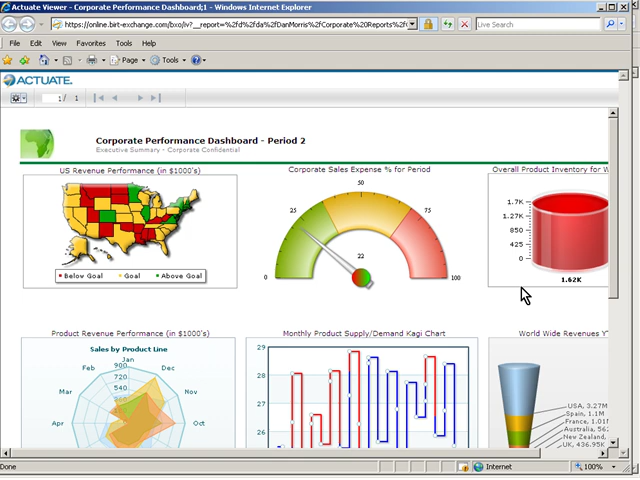 Actuate Viewer - Corporate Performance Dashboard;1 - Windows Internet Explorer
https://online.birt-exchange.com/bxo/iv?__report=%2fd%2fda%2fDanMorris%2fCorporate%20Reports%2f
Live Search
File Edit View Favorites Tools Help
Page Tools
ACTUATE.
1 / 1
Corporate Performance Dashboard - Period 2
Executive Summary - Corporate Confidential
US Revenue Performance (in $1000's)
Below Goal Goal Above Goal
Corporate Sales Expense % for Period
0 25 50 75 100
22
Overall Product Inventory for W
1.7K
1.27K
850
425
0
1.62K
Product Revenue Performance (in $1000's)
Sales by Product Line
Jan
Feb Dec
Mar Nov
Apr Oct
900
720
540
Monthly Product Supply/Demand Kagi Chart
29
28
27
26
World Wide Revenues Y
USA, 3.27M
Spain, 1.1M
France, 1.01
Australia, 56
New Zealand,
UK, 436.95K
Done
Internet
100%